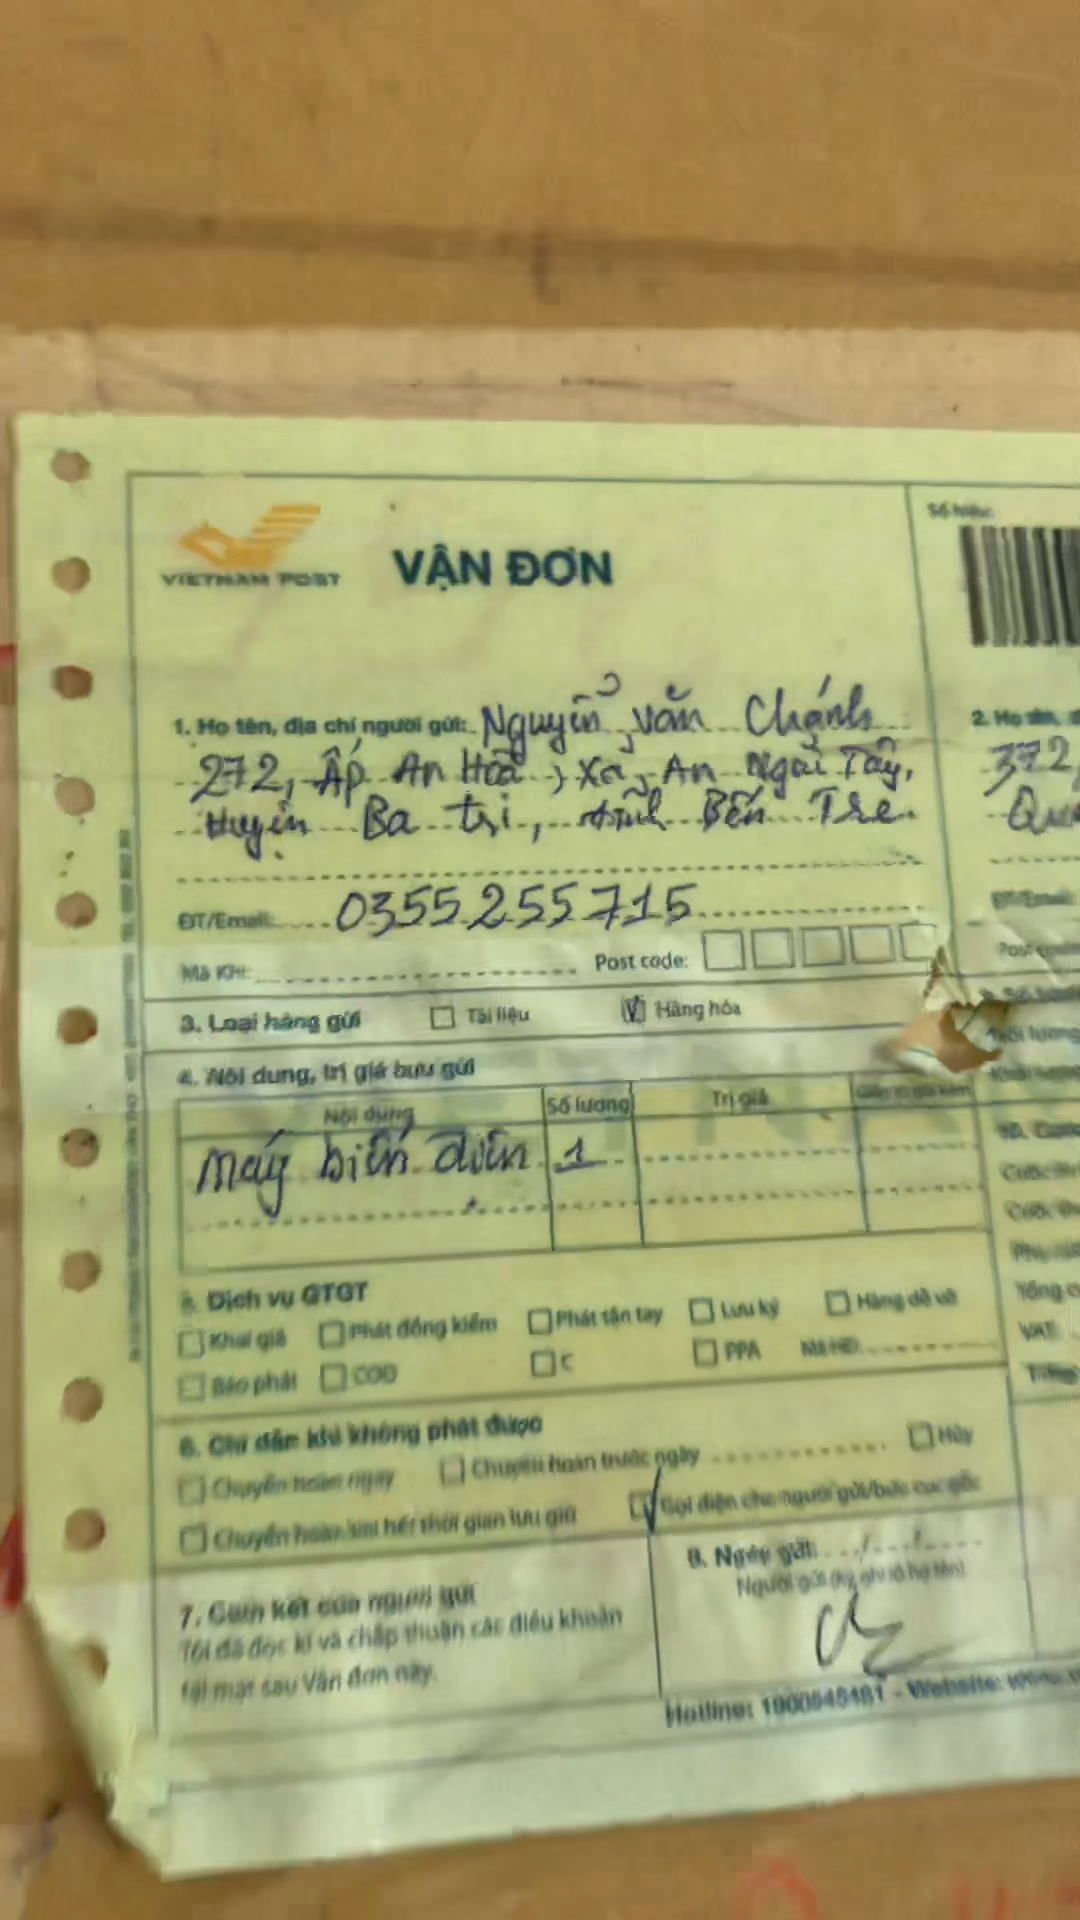 VIETNAM POST
VẬN ĐƠN
Số hiệu:
1. Họ tên, địa chỉ người gửi: Nguyễn Văn Chánh
272, Ấp An Hoà, Xã An Ngãi Tây,
Huyện Ba Tri, tỉnh Bến Tre
ĐT/Email: 0355255715
Mã KH:
Post code:
2. Họ tên,
372,
ĐT/Email:
Post code
3. Loại hàng gửi
Tài liệu
Hàng hóa
4. Nội dung, trị giá bưu gửi
Nội dung
Số lượng
Trị giá
máy biến điện
1
5. Dịch vụ GTGT
Khai giá
Phát đồng kiểm
Phát tận tay
Lưu ký
Hàng dễ vỡ
Báo phát
COD
C
PPA
Mã HĐ:
6. Chỉ dẫn khi không phát được
Chuyển hoàn ngay
Chuyển hoàn trước ngày
Hủy
Chuyển hoàn khi hết thời gian lưu giữ
Gọi điện cho người gửi/bưu cục gốc
7. Cam kết của người gửi
Tôi đã đọc kĩ và chấp thuận các điều khoản
tại mặt sau Vận đơn này.
8. Ngày gửi: / /
Người gửi (ký, ghi rõ họ tên)
Tổng
VAT:
Hotline: 1900545481 - Website: